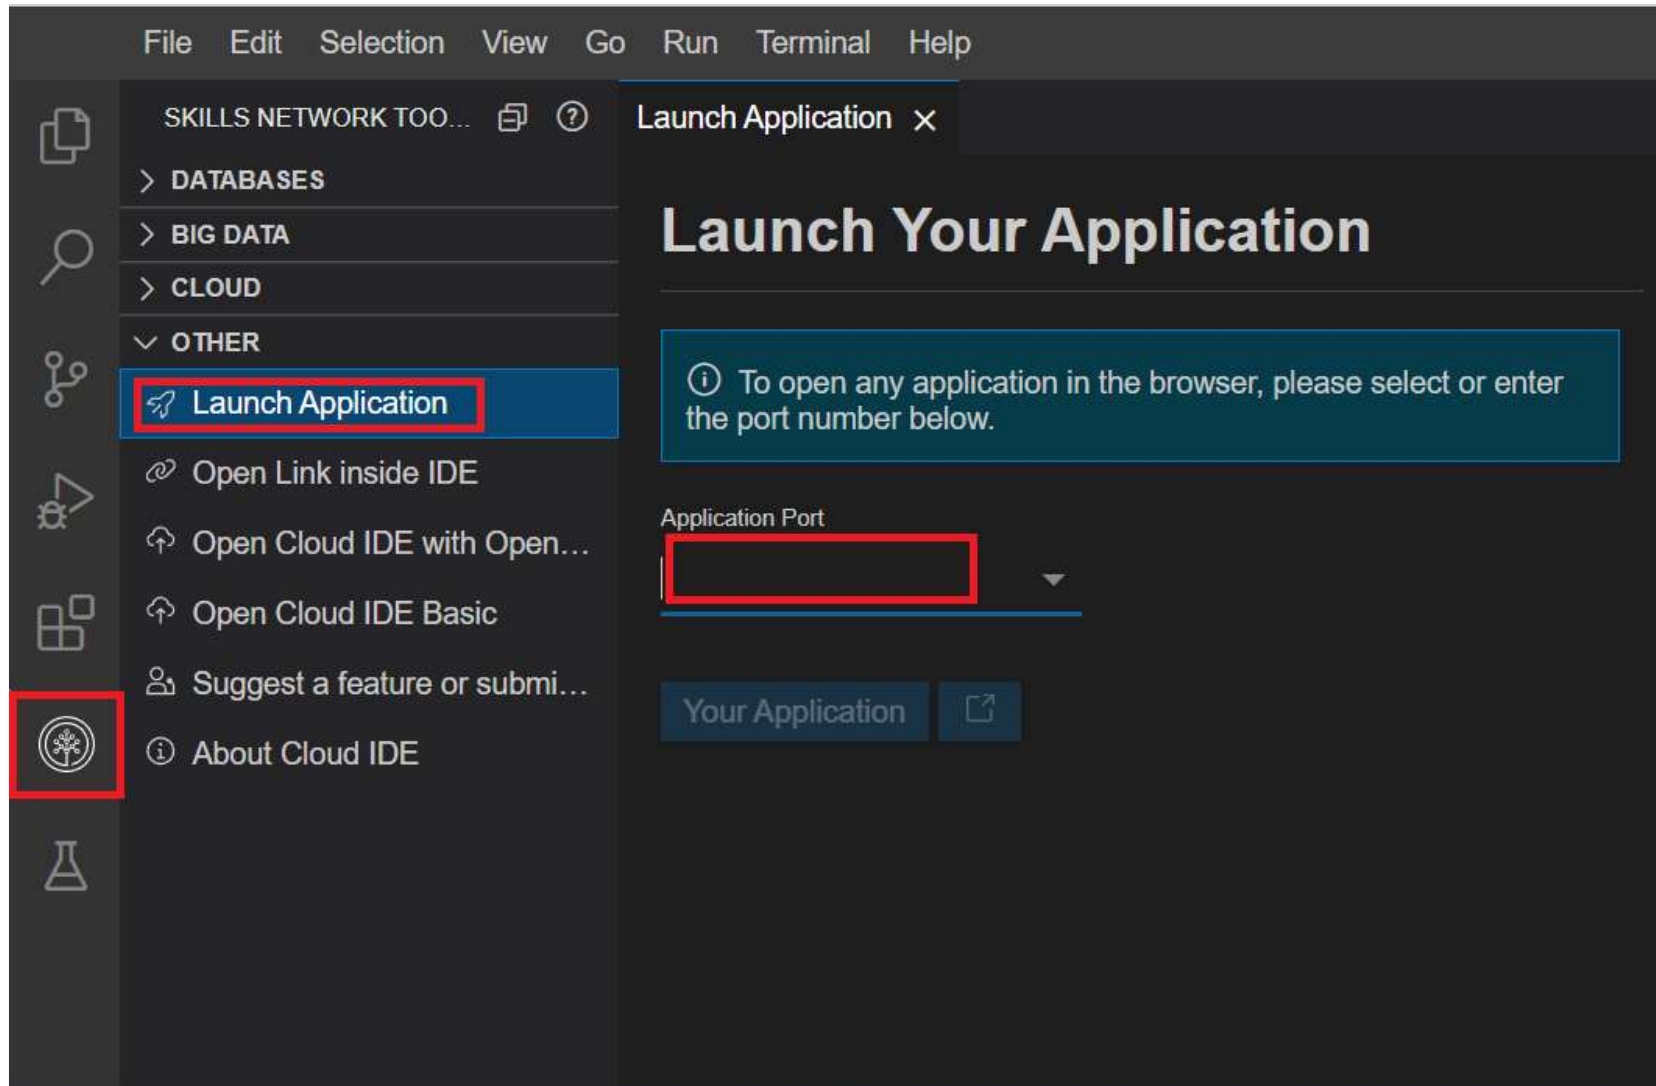 File Edit Selection View Go Run Terminal Help
SKILLS NETWORK TOO...
DATABASES
BIG DATA
CLOUD
OTHER
Launch Application
Open Link inside IDE
Open Cloud IDE with Open...
Open Cloud IDE Basic
Suggest a feature or submi...
About Cloud IDE
Launch Application
Launch Your Application
To open any application in the browser, please select or enter
the port number below.
Application Port
Your Application